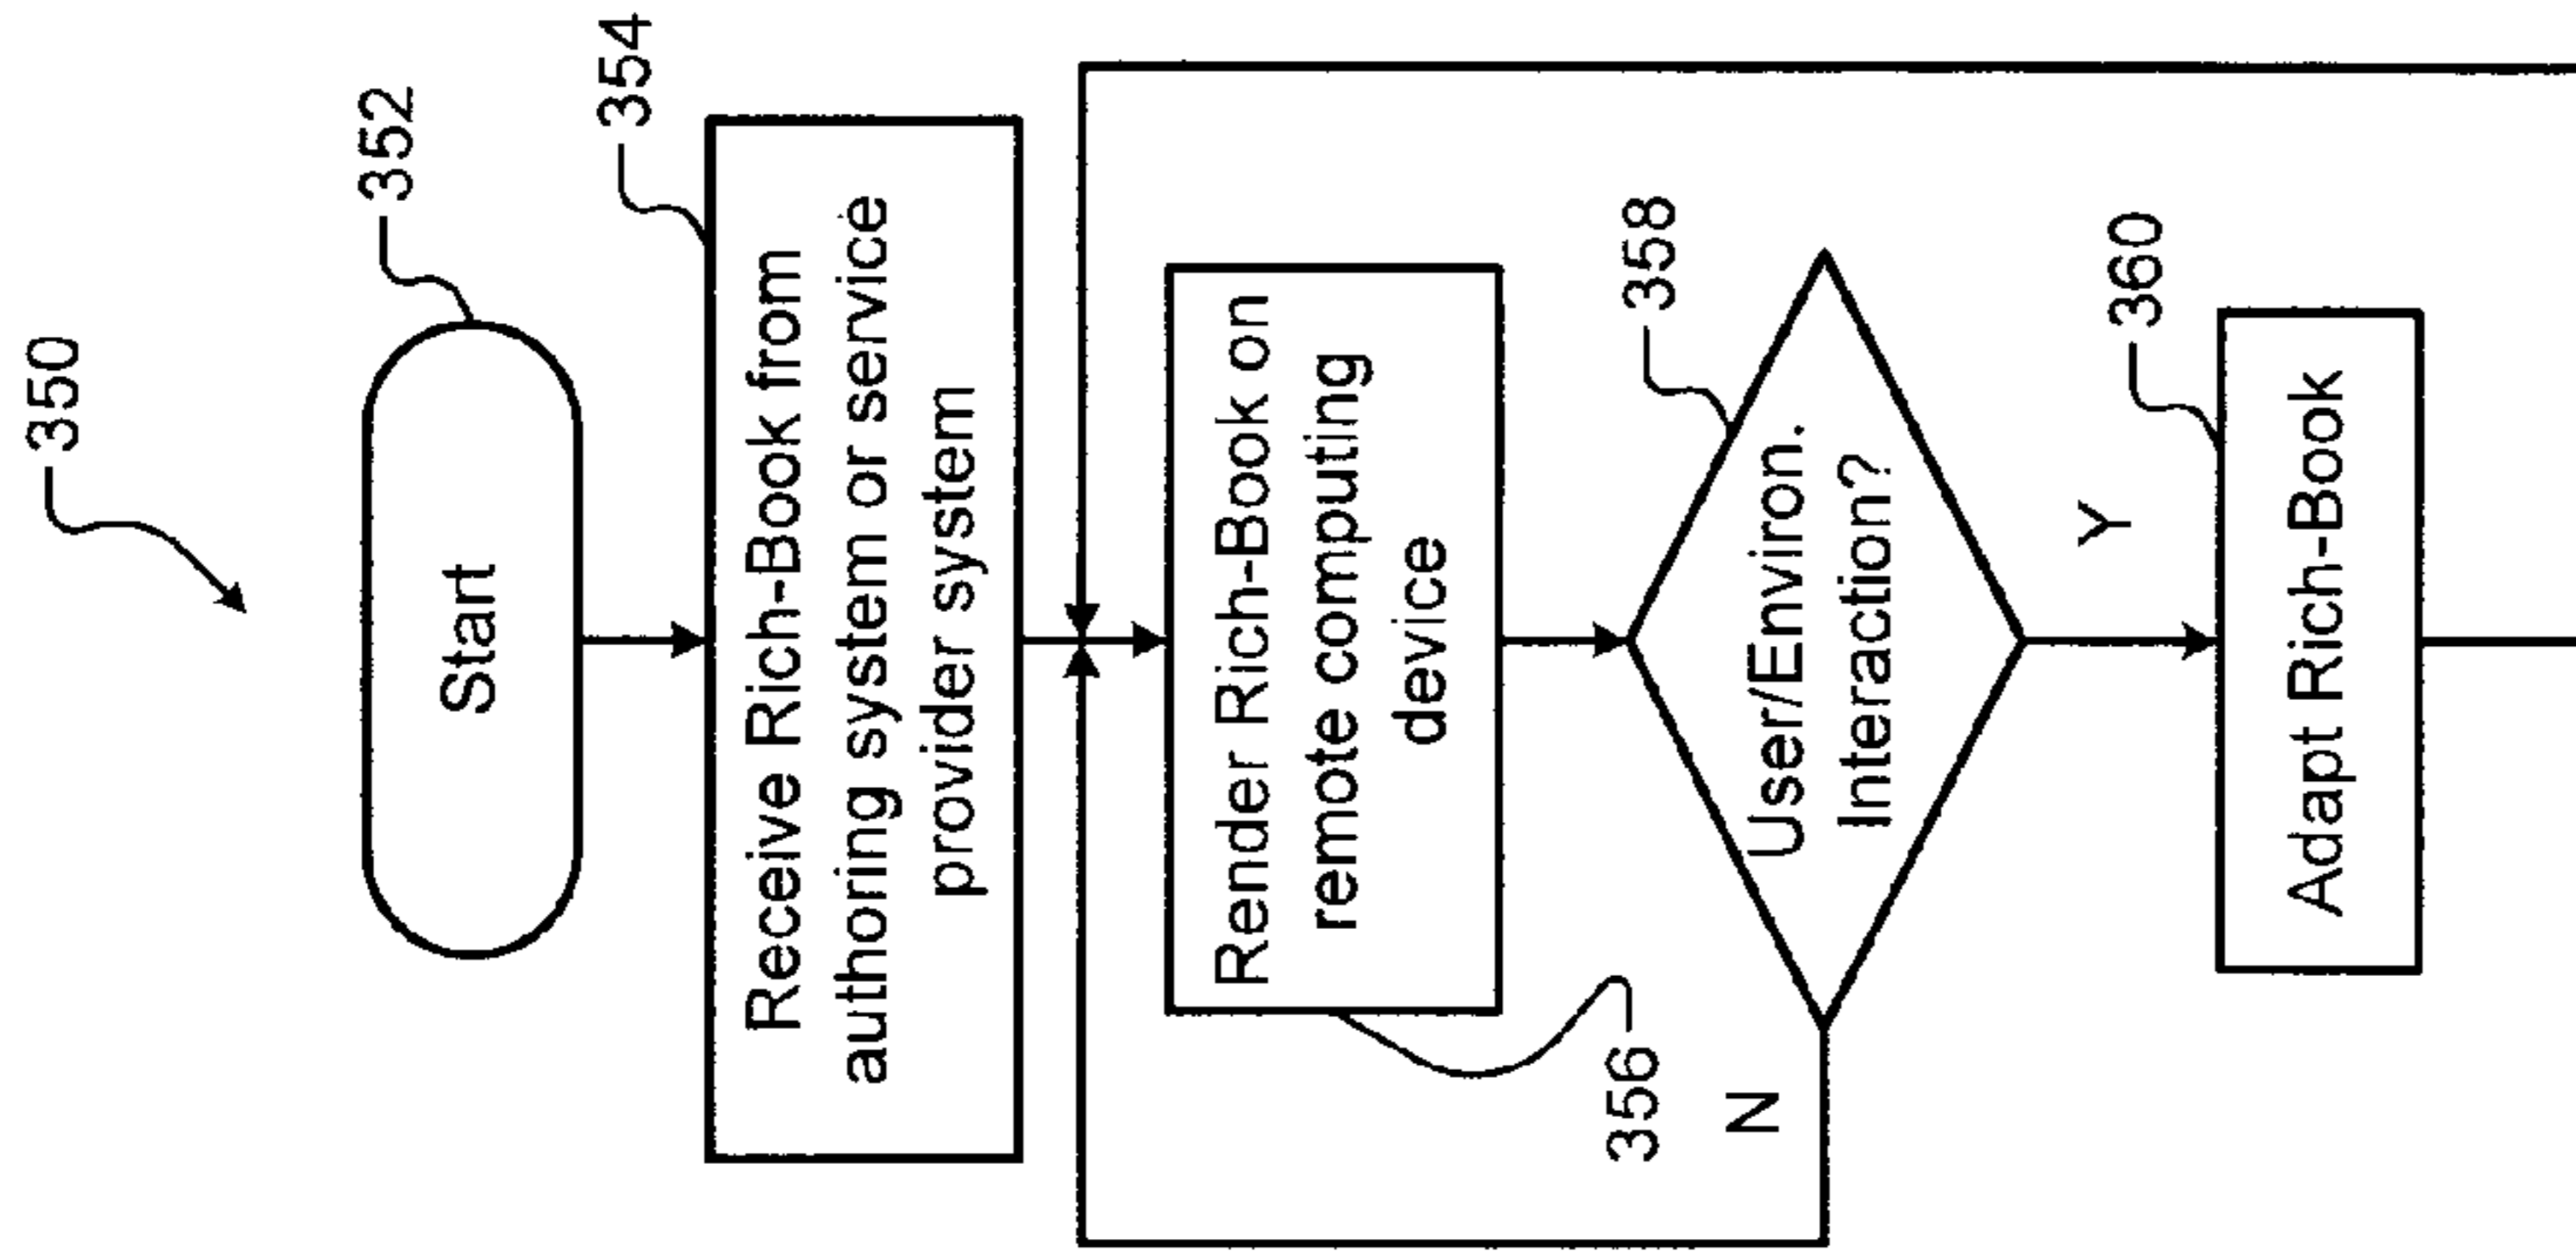 350
352
Start
354
Receive Rich-Book from
authoring system or service
provider system
Render Rich-Book on
remote computing
device
356
358
User/Environ.
Interaction?
N
Y
360
Adapt Rich-Book